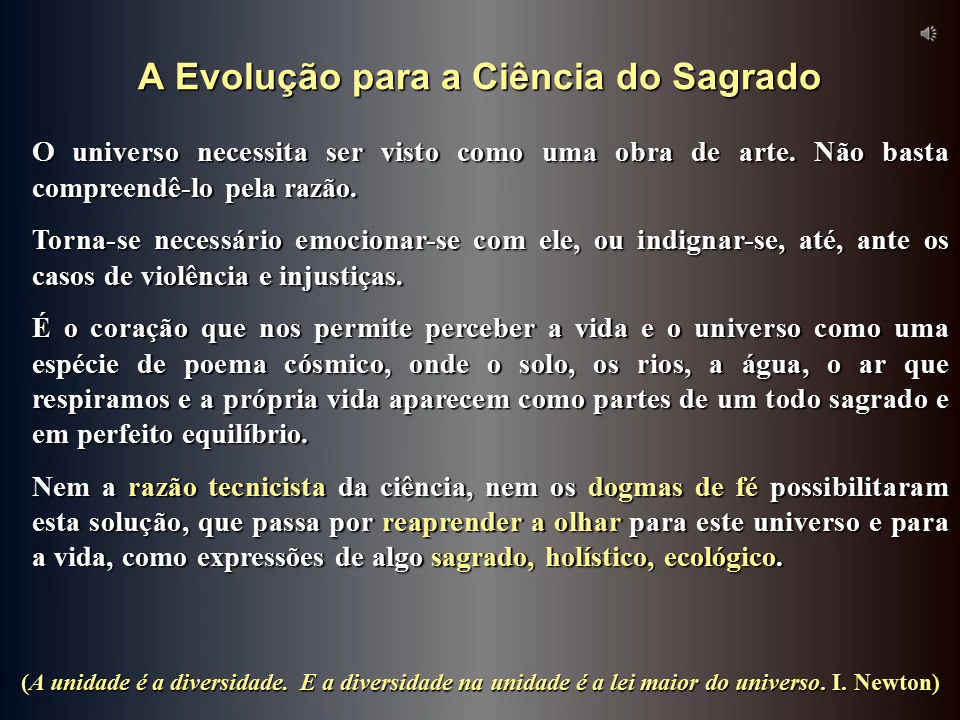 A Evolução para a Ciência do Sagrado
O universo necessita ser visto como uma obra de arte. Não basta
compreendê-lo pela razão.
Torna-se necessário emocionar-se com ele, ou indignar-se, até, ante os
casos de violência e injustiças.
É o coração que nos permite perceber a vida e o universo como uma
espécie de poema cósmico, onde o solo, os rios, a água, o ar que
respiramos e a própria vida aparecem como partes de um todo sagrado e
em perfeito equilíbrio.
Nem a razão tecnicista da ciência, nem os dogmas de fé possibilitaram
esta solução, que passa por reaprender a olhar para este universo e para
a vida, como expressões de algo sagrado, holístico, ecológico.
(A unidade é a diversidade. E a diversidade na unidade é a lei maior do universo. I. Newton)